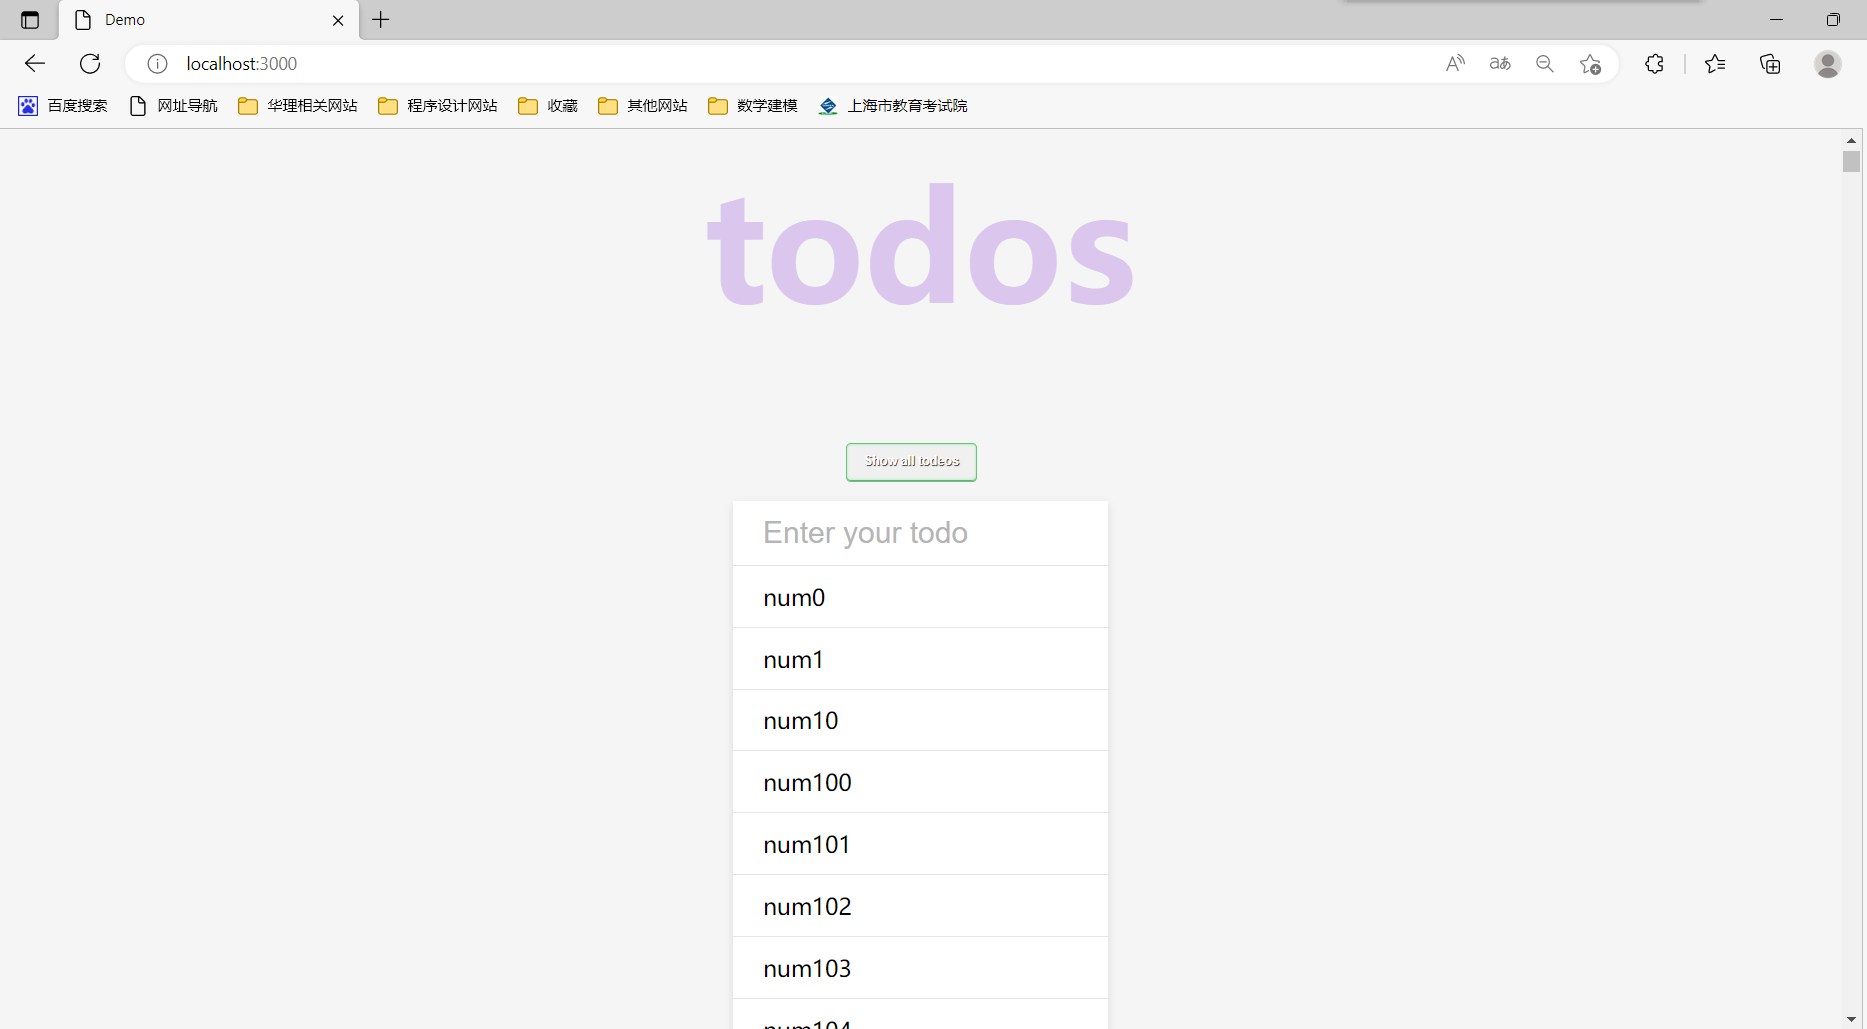 Demo
localhost:3000
百度搜索 网址导航 华理相关网站 程序设计网站 收藏 其他网站 数学建模 上海市教育考试院
todos
Show all todeos
Enter your todo
num0
num1
num10
num100
num101
num102
num103
num104